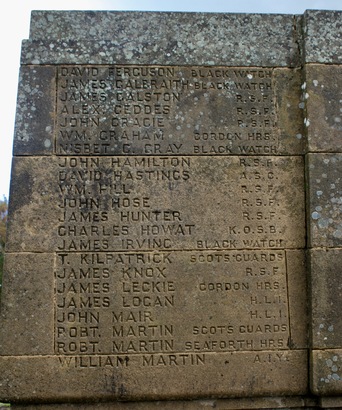 DAVID FERGUSON BLACK WATCH.
JAMES GALBRAITH BLACK WATCH.
JAMES GALSTON R.S.F.
ALEX. GEDDES R.S.F.
JOHN GRACIE R.S.F.
WM. GRAHAM GORDON HRS.
NISBET G. GRAY BLACK WATCH.
JOHN HAMILTON R.S.F.
DAVID HASTINGS A.S.C.
WM. HILL R.S.F.
JOHN HOSE R.S.F.
JAMES HUNTER R.S.F.
CHARLES HOWAT K.O.S.B.
JAMES IRVING BLACK WATCH
T. KILPATRICK SCOTS GUARDS
JAMES KNOX R.S.F.
JAMES LECKIE GORDON HRS.
JAMES LOGAN H.L.I.
JOHN MAIR H.L.I.
ROBT. MARTIN SCOTS GUARDS
ROBT. MARTIN SEAFORTH HRS.
WILLIAM MARTIN